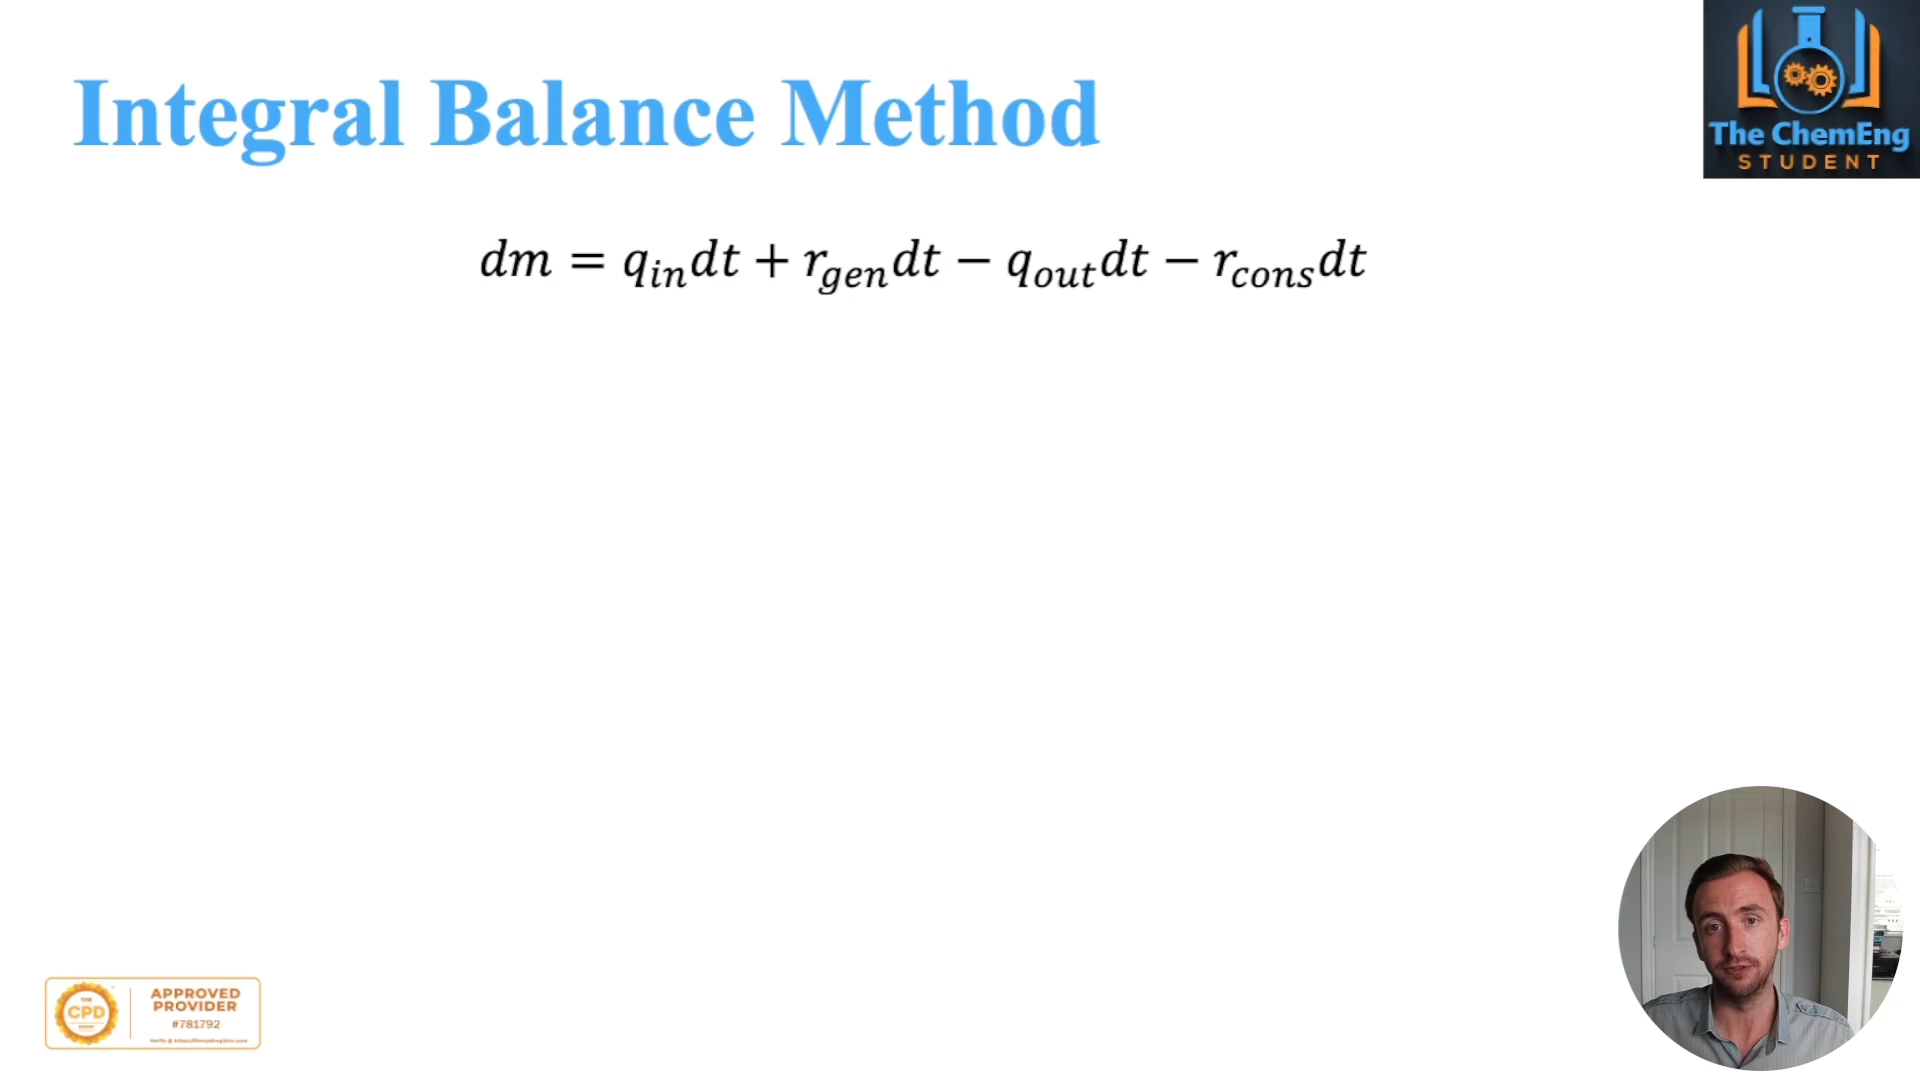 Integral Balance Method
The ChemEng
STUDENT
dm = q_in dt + r_gen dt − q_out dt − r_cons dt
THE
CPD
APPROVED
PROVIDER
#781792